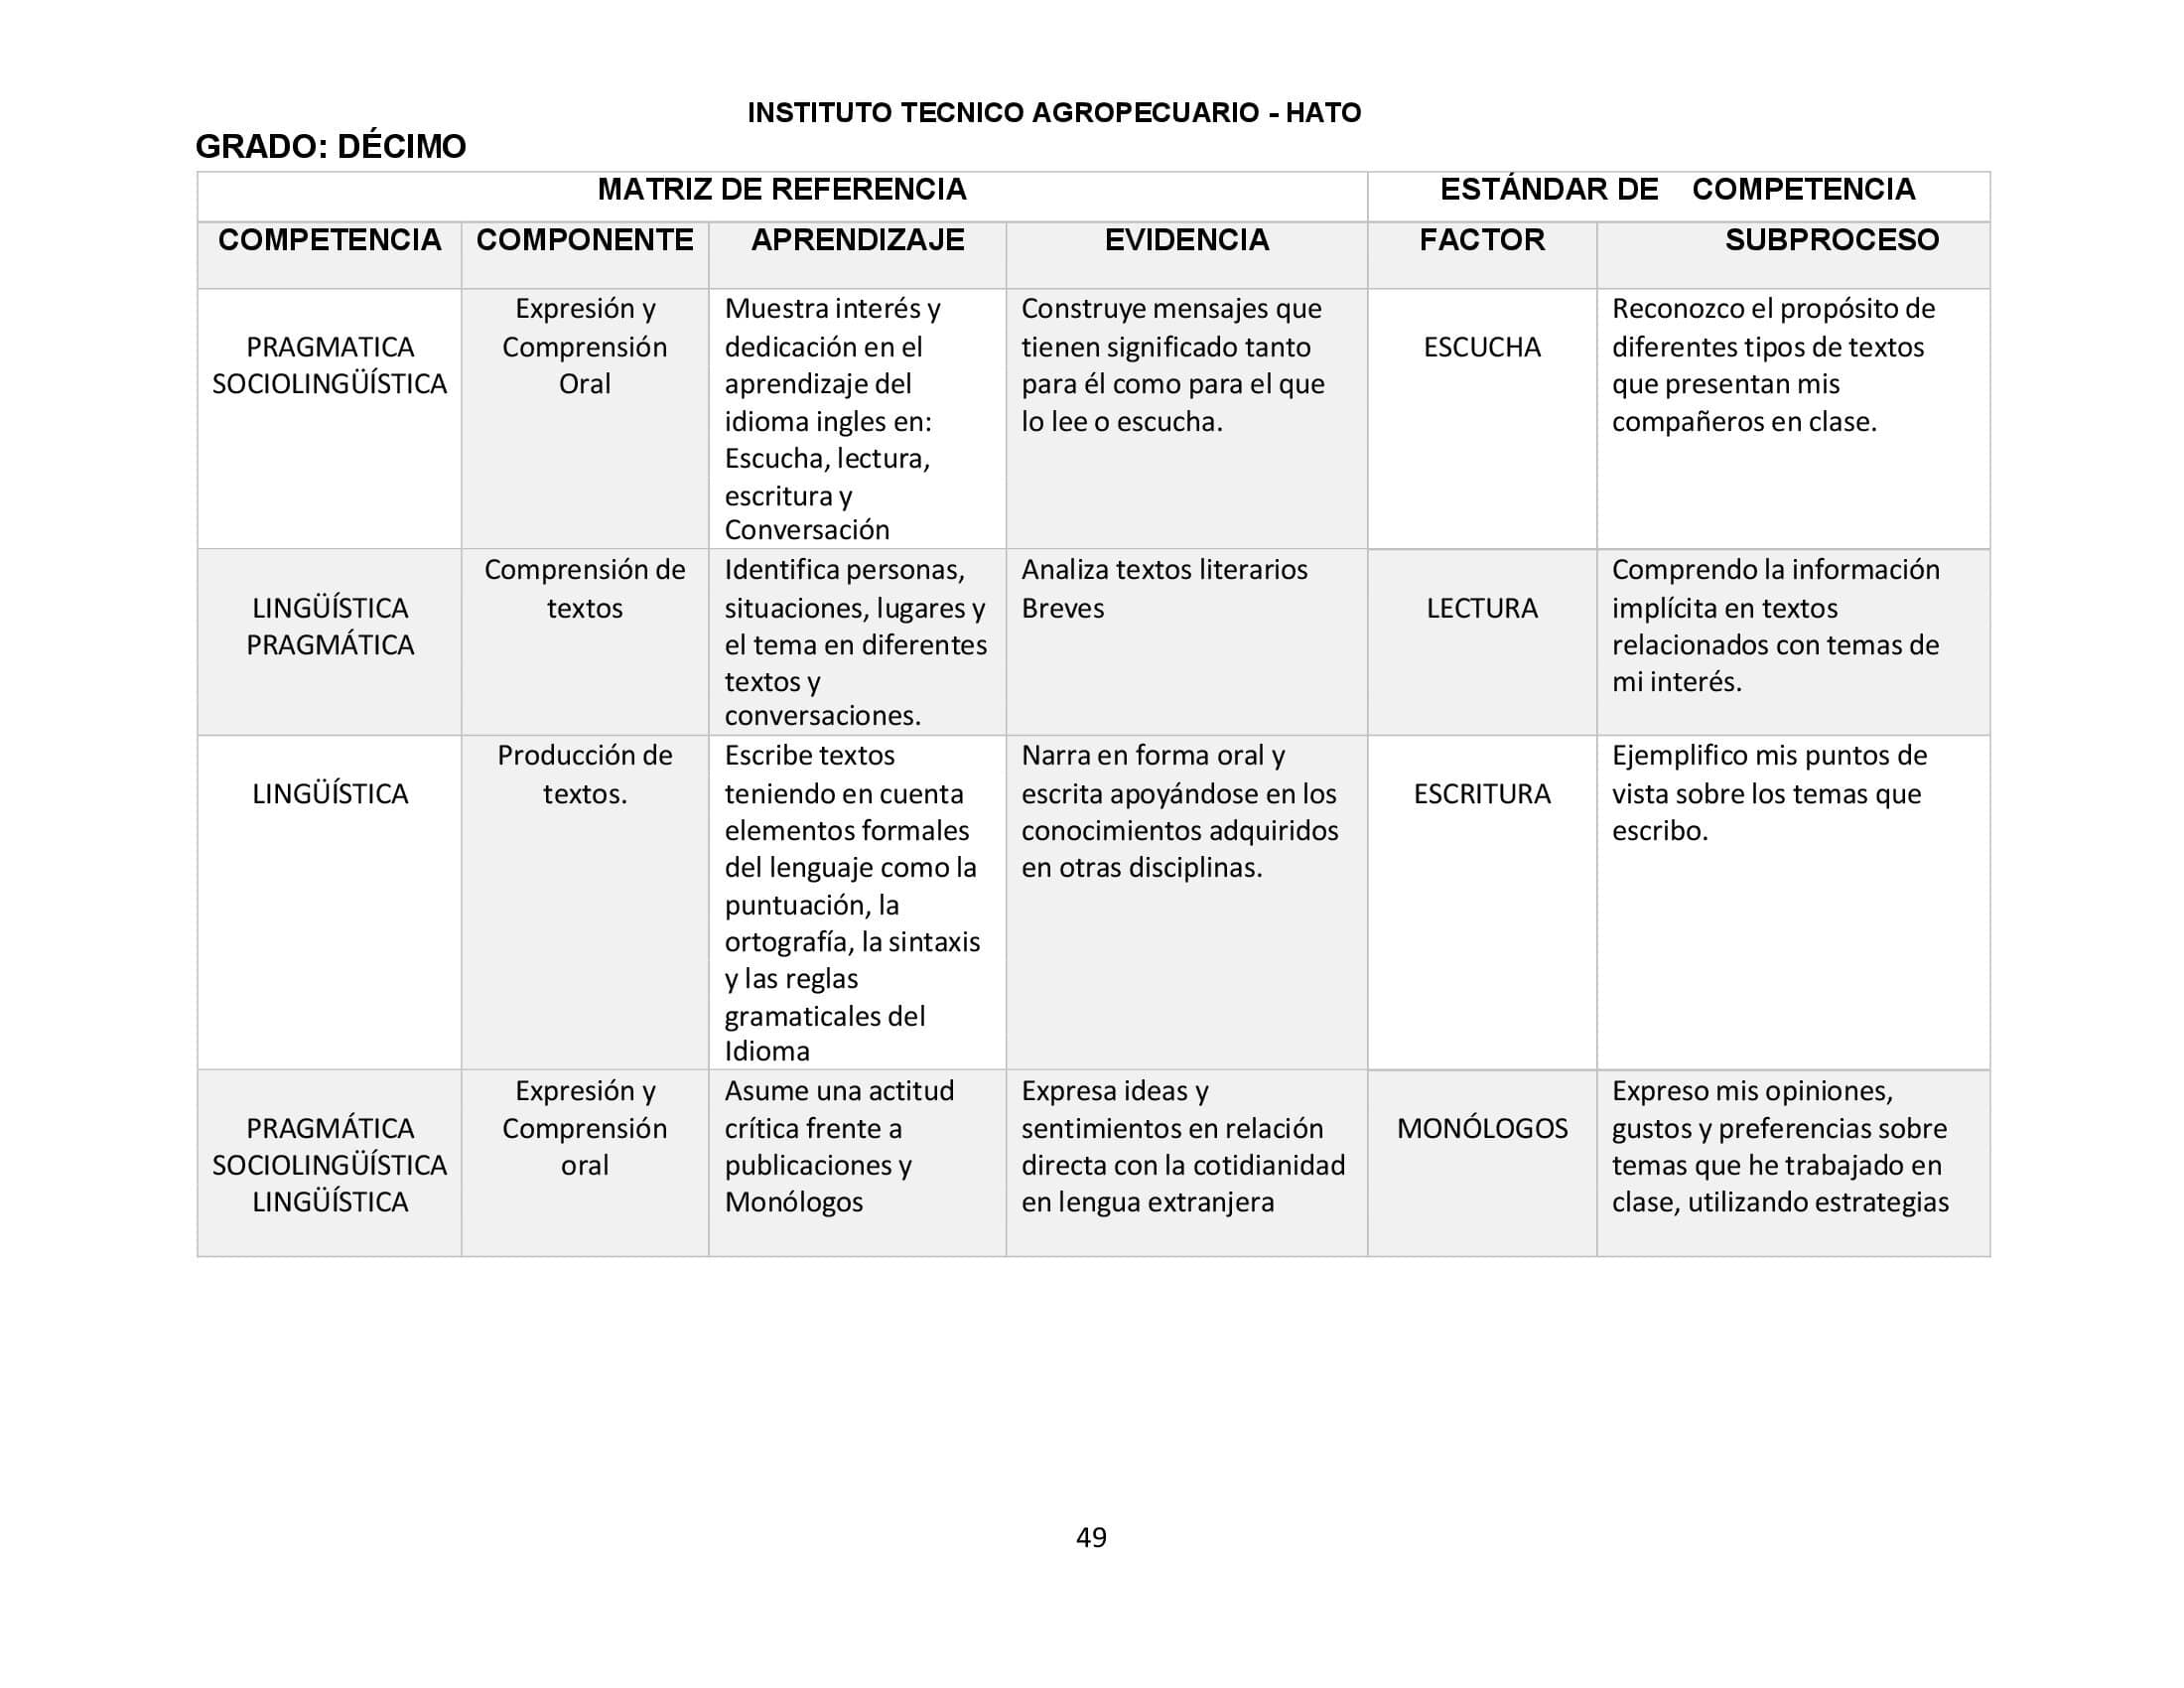 INSTITUTO TECNICO AGROPECUARIO - HATO
GRADO: DÉCIMO
MATRIZ DE REFERENCIA
ESTÁNDAR DE COMPETENCIA
COMPETENCIA
COMPONENTE
APRENDIZAJE
EVIDENCIA
FACTOR
SUBPROCESO
PRAGMATICA
SOCIOLINGÜÍSTICA
Expresión y
Comprensión
Oral
Muestra interés y
dedicación en el
aprendizaje del
idioma ingles en:
Escucha, lectura,
escritura y
Conversación
Construye mensajes que
tienen significado tanto
para él como para el que
lo lee o escucha.
ESCUCHA
Reconozco el propósito de
diferentes tipos de textos
que presentan mis
compañeros en clase.
LINGÜÍSTICA
PRAGMÁTICA
Comprensión de
textos
Identifica personas,
situaciones, lugares y
el tema en diferentes
textos y
conversaciones.
Analiza textos literarios
Breves
LECTURA
Comprendo la información
implícita en textos
relacionados con temas de
mi interés.
LINGÜÍSTICA
Producción de
textos.
Escribe textos
teniendo en cuenta
elementos formales
del lenguaje como la
puntuación, la
ortografía, la sintaxis
y las reglas
gramaticales del
Idioma
Narra en forma oral y
escrita apoyándose en los
conocimientos adquiridos
en otras disciplinas.
ESCRITURA
Ejemplifico mis puntos de
vista sobre los temas que
escribo.
PRAGMÁTICA
SOCIOLINGÜÍSTICA
LINGÜÍSTICA
Expresión y
Comprensión
oral
Asume una actitud
crítica frente a
publicaciones y
Monólogos
Expresa ideas y
sentimientos en relación
directa con la cotidianidad
en lengua extranjera
MONÓLOGOS
Expreso mis opiniones,
gustos y preferencias sobre
temas que he trabajado en
clase, utilizando estrategias
49